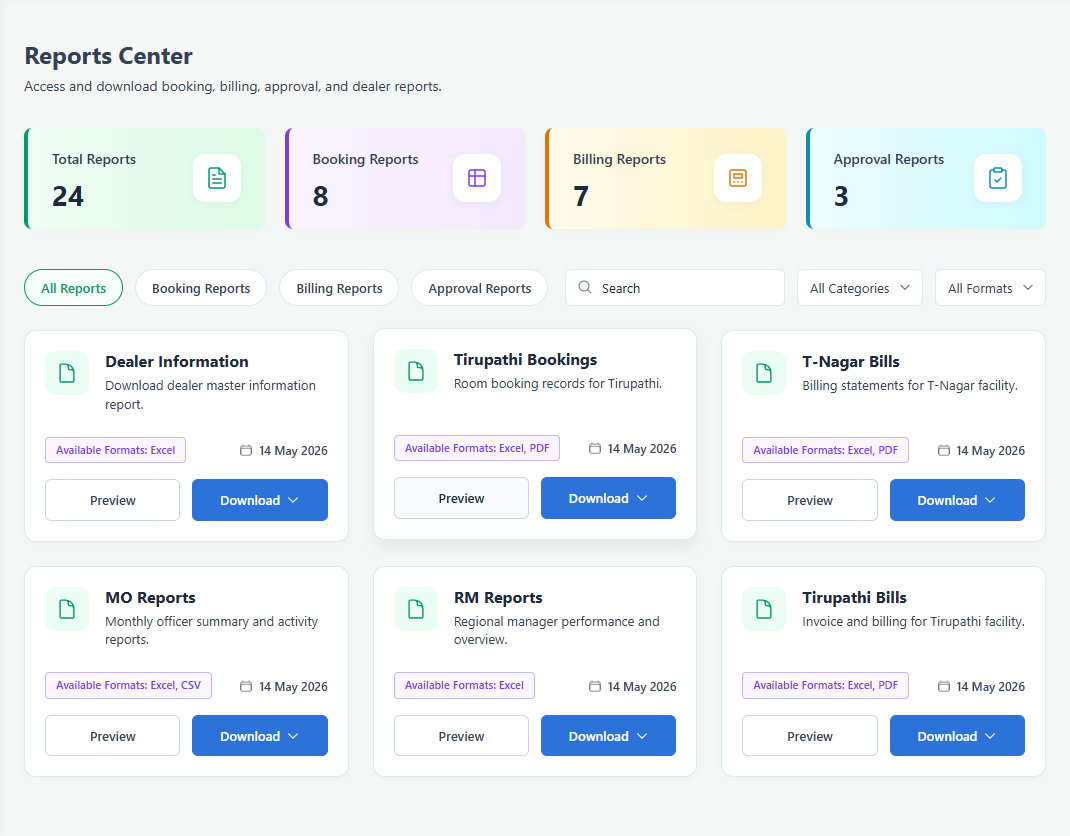 Reports Center
Access and download booking, billing, approval, and dealer reports.
Total Reports
24
Booking Reports
8
Billing Reports
7
Approval Reports
3
All Reports
Booking Reports
Billing Reports
Approval Reports
Search
All Categories
All Formats
Dealer Information
Download dealer master information
report.
Available Formats: Excel
14 May 2026
Preview
Download
Tirupathi Bookings
Room booking records for Tirupathi.
Available Formats: Excel, PDF
14 May 2026
Preview
Download
T-Nagar Bills
Billing statements for T-Nagar facility.
Available Formats: Excel, PDF
14 May 2026
Preview
Download
MO Reports
Monthly officer summary and activity
reports.
Available Formats: Excel, CSV
14 May 2026
Preview
Download
RM Reports
Regional manager performance and
overview.
Available Formats: Excel
14 May 2026
Preview
Download
Tirupathi Bills
Invoice and billing for Tirupathi facility.
Available Formats: Excel, PDF
14 May 2026
Preview
Download